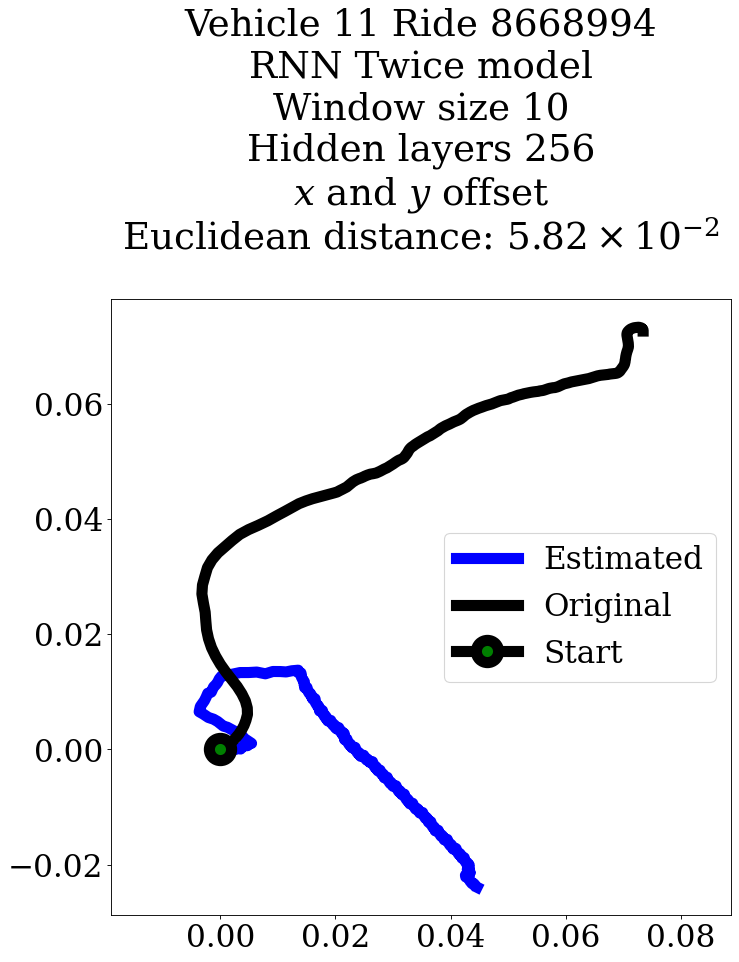 Vehicle 11 Ride 8668994
RNN Twice model
Window size 10
Hidden layers 256
x and y offset
Euclidean distance: 5.82 × 10⁻²
0.06
0.04
0.02
0.00
−0.02
Estimated
Original
Start
0.00 0.02 0.04 0.06 0.08